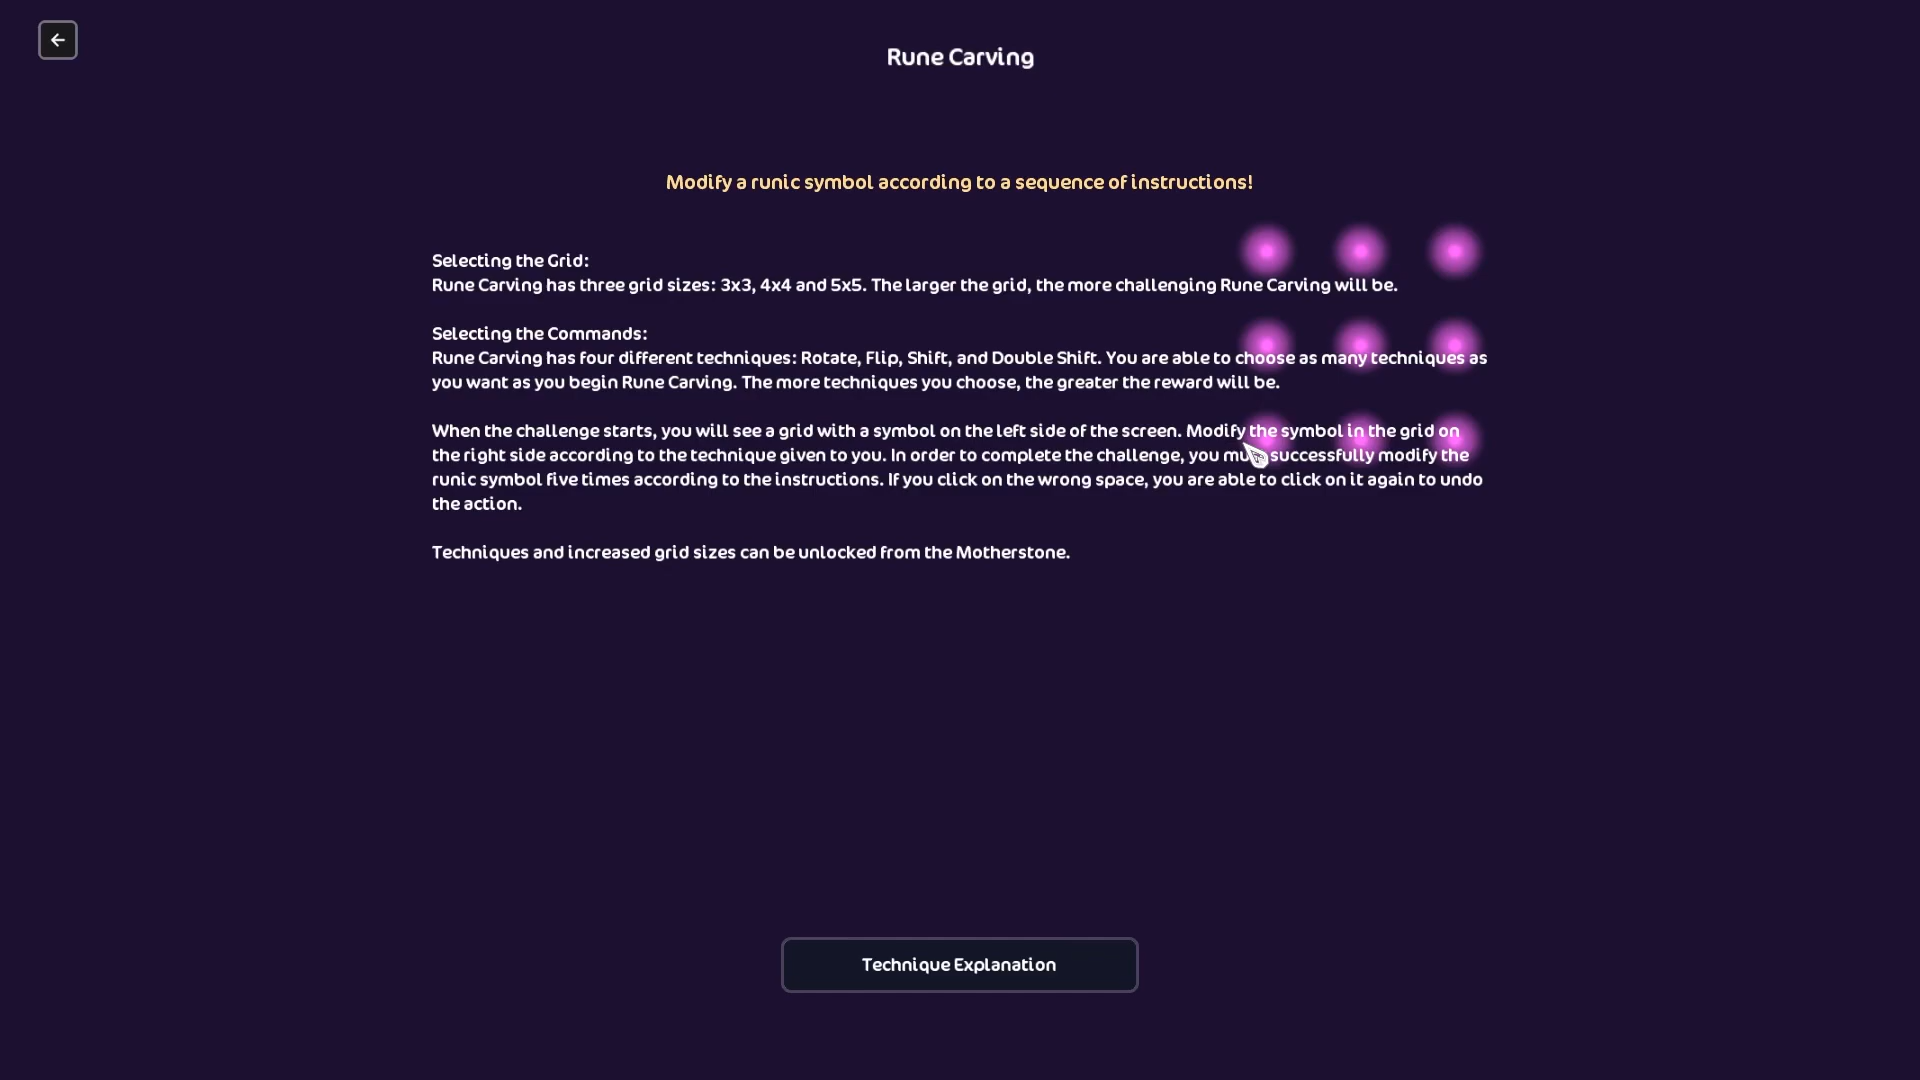 Rune Carving
Modify a runic symbol according to a sequence of instructions!
Selecting the Grid:
Rune Carving has three grid sizes: 3x3, 4x4 and 5x5. The larger the grid, the more challenging Rune Carving will be.
Selecting the Commands:
Rune Carving has four different techniques: Rotate, Flip, Shift, and Double Shift. You are able to choose as many techniques as
you want as you begin Rune Carving. The more techniques you choose, the greater the reward will be.
When the challenge starts, you will see a grid with a symbol on the left side of the screen. Modify the symbol in the grid on
the right side according to the technique given to you. In order to complete the challenge, you must successfully modify the
runic symbol five times according to the instructions. If you click on the wrong space, you are able to click on it again to undo
the action.
Techniques and increased grid sizes can be unlocked from the Motherstone.
Technique Explanation